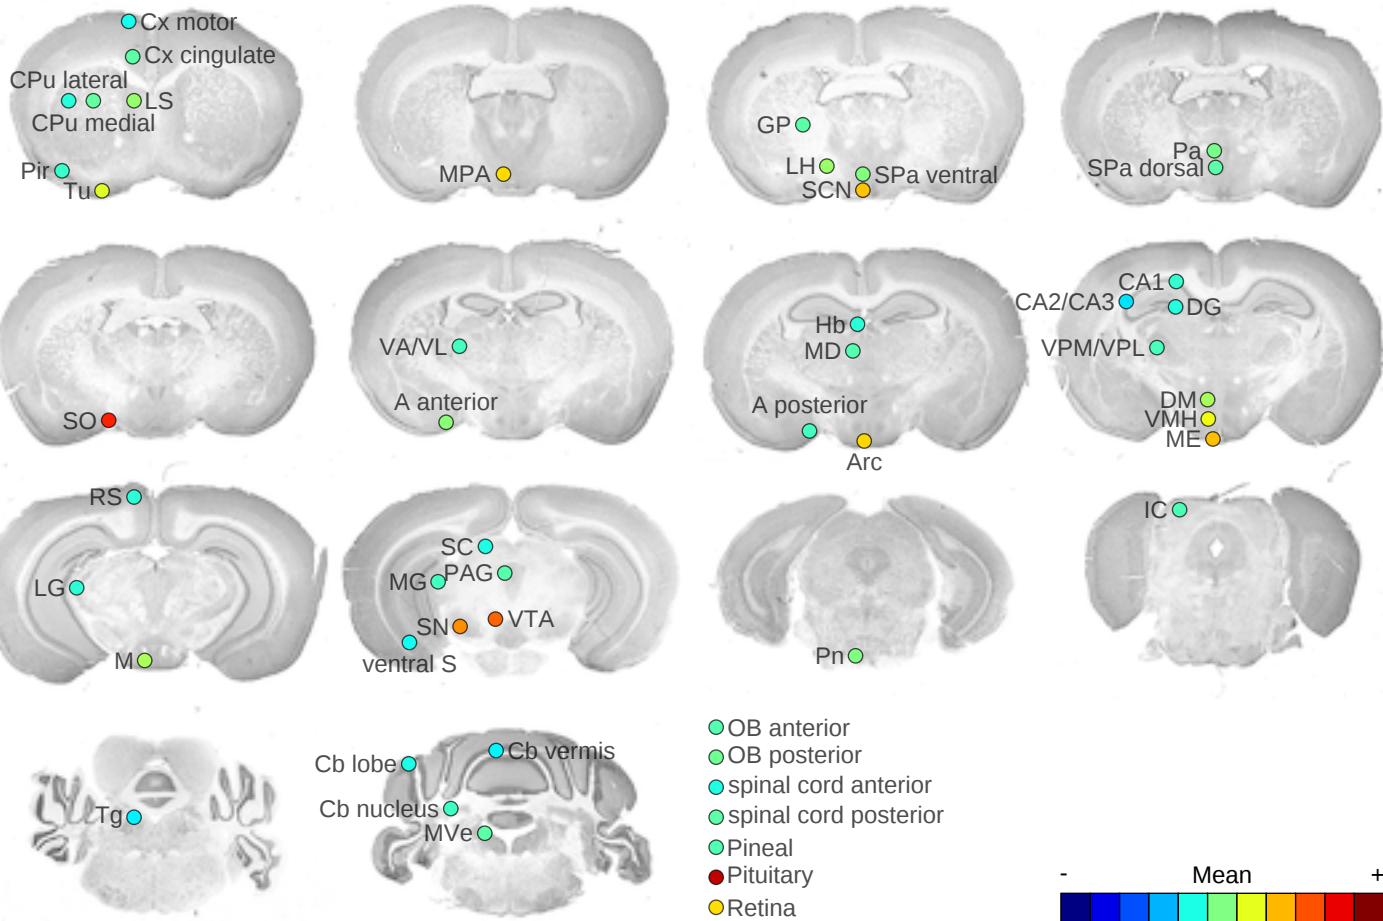 Cx motor
Cx cingulate
CPu lateral
LS
CPu medial
Pir
Tu
MPA
GP
LH
SPa ventral
SCN
Pa
SPa dorsal
SO
VA/VL
A anterior
Hb
MD
A posterior
Arc
CA1
CA2/CA3
DG
VPM/VPL
DM
VMH
ME
RS
LG
M
SC
PAG
MG
VTA
SN
ventral S
Pn
IC
Tg
Cb vermis
Cb lobe
Cb nucleus
MVe
OB anterior
OB posterior
spinal cord anterior
spinal cord posterior
Pineal
Pituitary
Retina
- Mean +